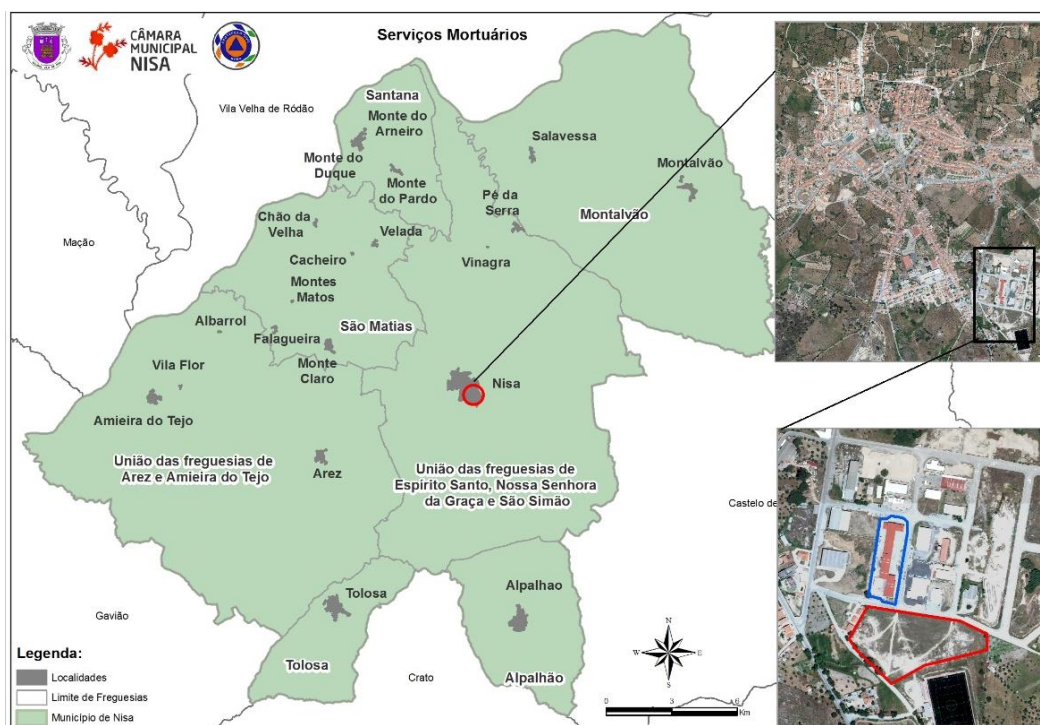 CÂMARA
MUNICIPAL
NISA
Serviços Mortuários
Vila Velha de Ródão
Santana
Monte do
Arneiro
Monte do
Duque
Monte
do Pardo
Salavessa
Montalvão
Montalvão
Pé da
Serra
Chão da
Velha
Velada
Mação
Cacheiro
Vinagra
Montes
Matos
Albarrol
Falagueira
São Matias
Vila Flor
Monte
Claro
Nisa
Amieira do Tejo
União das freguesias de
Arez e Amieira do Tejo
Arez
União das freguesias de
Espirito Santo, Nossa Senhora
da Graça e São Simão
Castelo de
Gavião
Tolosa
Alpalhao
Tolosa
Crato
Alpalhão
N
W
E
S
0
3
6
Km
Legenda:
Localidades
Limite de Freguesias
Município de Nisa